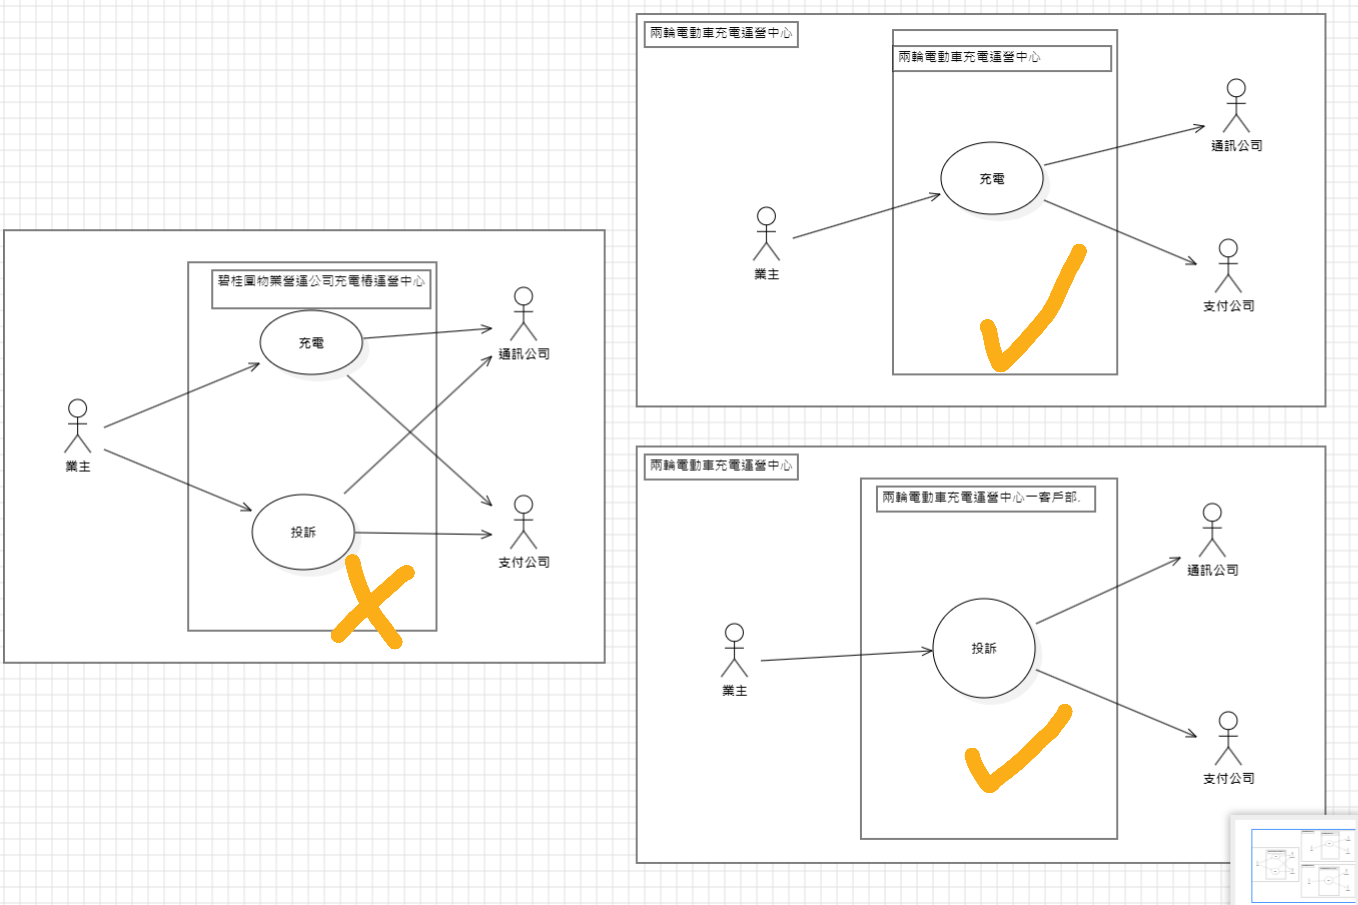 碧桂園物業營運公司充電樁運營中心
充電
通訊公司
業主
投訴
支付公司
兩輪電動車充電運營中心
兩輪電動車充電運營中心
通訊公司
充電
業主
支付公司
兩輪電動車充電運營中心
兩輪電動車充電運營中心一客戶部.
通訊公司
業主
投訴
支付公司